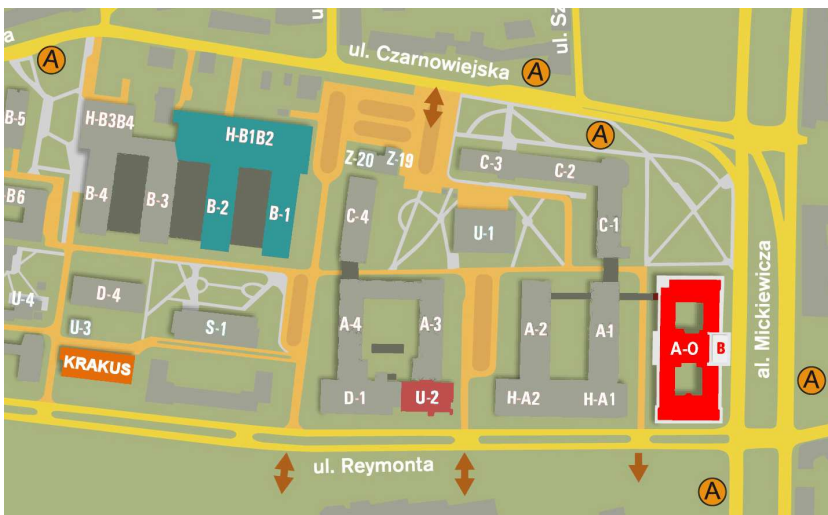 ul. Czarnowiejska
A
A
A
B-5
H-B3B4
H-B1B2
Z-20
Z-19
C-3
C-2
B6
B-4
B-3
B-2
B-1
C-4
U-1
C-1
al. Mickiewicza
U-4
D-4
U-3
S-1
A-4
A-3
A-2
A-1
A-0
B
KRAKUS
D-1
U-2
H-A2
H-A1
A
ul. Reymonta
A